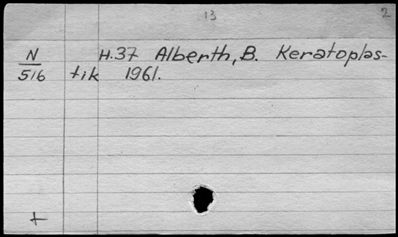 13 2
N H.37 Alberth, B. Keratoplas-
516 tik 1961.
+